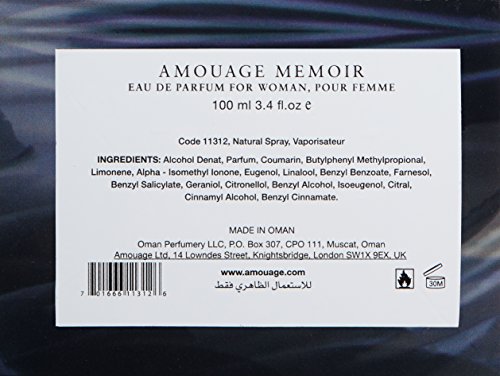 AMOUAGE MEMOIR
EAU DE PARFUM FOR WOMAN, POUR FEMME
100 ml 3.4 fl.oz ℮
Code 11312, Natural Spray, Vaporisateur
INGREDIENTS: Alcohol Denat, Parfum, Coumarin, Butylphenyl Methylpropional,
Limonene, Alpha - Isomethyl Ionone, Eugenol, Linalool, Benzyl Benzoate, Farnesol,
Benzyl Salicylate, Geraniol, Citronellol, Benzyl Alcohol, Isoeugenol, Citral,
Cinnamyl Alcohol, Benzyl Cinnamate.
MADE IN OMAN
Oman Perfumery LLC, P.O. Box 307, CPO 111, Muscat, Oman
Amouage Ltd, 14 Lowndes Street, Knightsbridge, London SW1X 9EX, UK
www.amouage.com
للاستعمال الظاهري فقط
7 01666 11312 6
30M